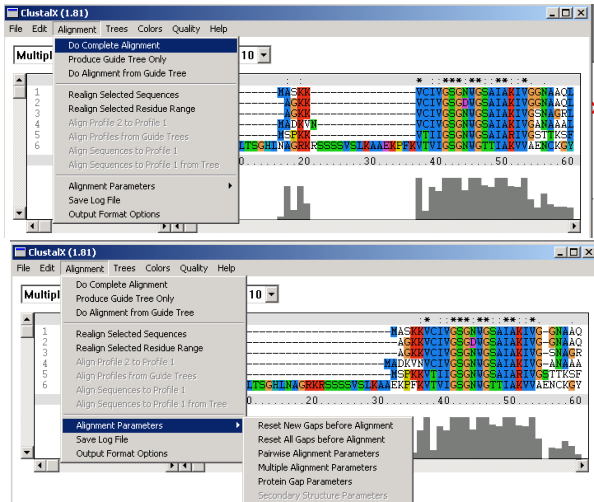 ClustalX (1.81)
File Edit Alignment Trees Colors Quality Help
Multipl
10
Do Complete Alignment
Produce Guide Tree Only
Do Alignment from Guide Tree
Realign Selected Sequences
Realign Selected Residue Range
Align Profile 2 to Profile 1
Align Profiles from Guide Trees
Align Sequences to Profile 1
Align Sequences to Profile 1 from Tree
Alignment Parameters
Save Log File
Output Format Options
1
2
3
4
5
6
MASKK VCIVGSGNWGSAIAKIVGGNAAQL
AGKK VCIVGSGDWGSAIAKIVGGNAAQL
AGKK VCIVGSGNWGSAIAKIVGSNAGRL
MADKVN VCIVGSGNWGSAIAKIVGANAAAL
MSPKK VTIIGSGNWGSAIARIVGSTTKSF
LTSGHLNAGRKRSSSSVSLKAAEKPFKVTVIGSGNWGTTIAKVVAENCKGY
20 30 40 50 60
ClustalX (1.81)
File Edit Alignment Trees Colors Quality Help
Multipl
10
Do Complete Alignment
Produce Guide Tree Only
Do Alignment from Guide Tree
Realign Selected Sequences
Realign Selected Residue Range
Align Profile 2 to Profile 1
Align Profiles from Guide Trees
Align Sequences to Profile 1
Align Sequences to Profile 1 from Tree
Alignment Parameters
Save Log File
Output Format Options
1
2
3
4
5
6
MASKKVCIVGSGNWGSAIAKIVG-GNAAQ
-AGKKVCIVGSGDWGSAIAKIVG-GNAAQ
-AGKKVCIVGSGNWGSAIAKIVG-SNAGR
MADKVNVCIVGSGNWGSAIAKIVG-ANAAA
MSPKKVTIIGSGNWGSAIARIVGSTTKSF
LTSGHLNAGRKRSSSSVSLKAAEKPFKVTVIGSGNWGTTIAKVVAENCKGY
20 30 40 50 60
Reset New Gaps before Alignment
Reset All Gaps before Alignment
Pairwise Alignment Parameters
Multiple Alignment Parameters
Protein Gap Parameters
Secondary Structure Parameters